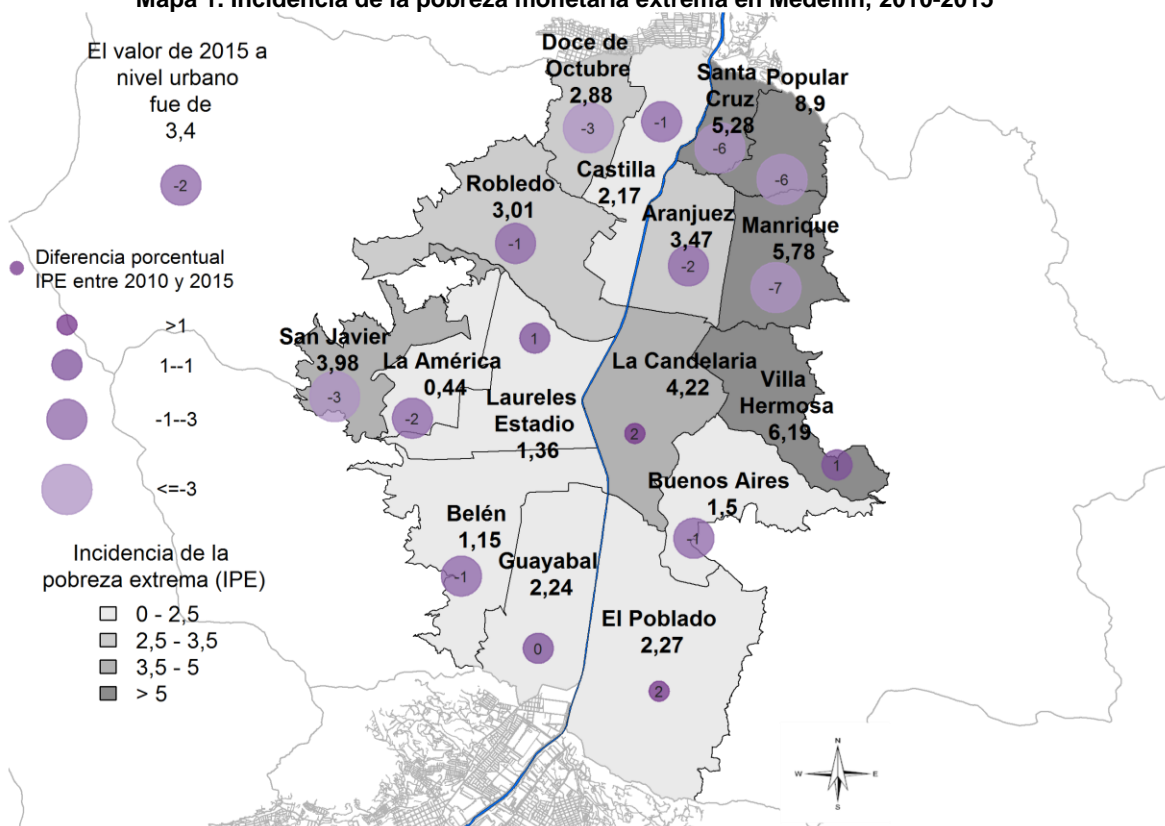 Mapa 1. Incidencia de la pobreza monetaria extrema en Medellín, 2010-2015
El valor de 2015 a
nivel urbano
fue de
3,4
-2
Diferencia porcentual
IPE entre 2010 y 2015
>1
1--1
-1--3
<=-3
Incidencia de la
pobreza extrema (IPE)
0 - 2,5
2,5 - 3,5
3,5 - 5
> 5
Doce de
Octubre
2,88
-3
-1
Castilla
2,17
Santa
Cruz
5,28
-6
Popular
8,9
-6
Robledo
3,01
-1
Aranjuez
3,47
-2
Manrique
5,78
-7
San Javier
3,98
-3
La América
0,44
-2
1
Laureles
Estadio
1,36
La Candelaria
4,22
2
Villa
Hermosa
6,19
1
Buenos Aires
1,5
-1
Belén
1,15
-1
Guayabal
2,24
0
El Poblado
2,27
2
N
W
E
S